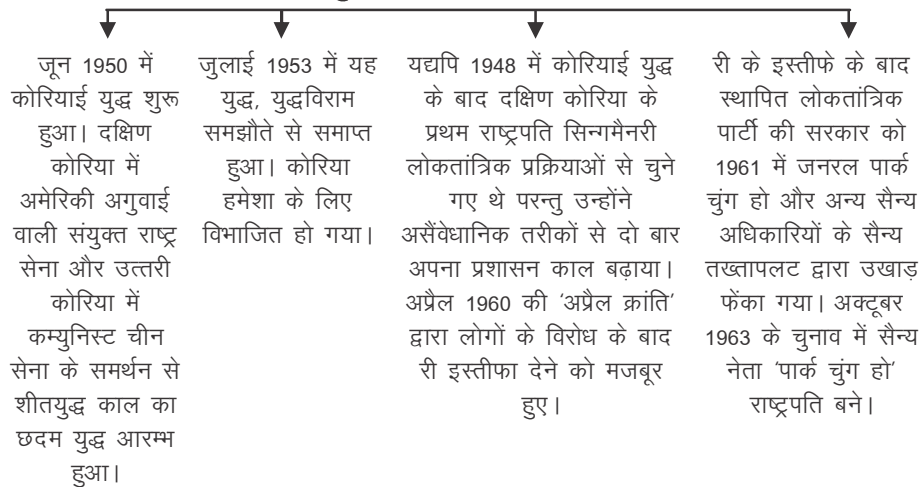 जून 1950 में
कोरियाई युद्ध शुरू
हुआ। दक्षिण
कोरिया में
अमेरिकी अगुवाई
वाली संयुक्त राष्ट्र
सेना और उत्तरी
कोरिया में
कम्युनिस्ट चीन
सेना के समर्थन से
शीतयुद्ध काल का
छदम युद्ध आरम्भ
हुआ।
जुलाई 1953 में यह
युद्ध, युद्धविराम
समझौते से समाप्त
हुआ। कोरिया
हमेशा के लिए
विभाजित हो गया।
यद्यपि 1948 में कोरियाई युद्ध
के बाद दक्षिण कोरिया के
प्रथम राष्ट्रपति सिन्गमैनरी
लोकतांत्रिक प्रक्रियाओं से चुने
गए थे परन्तु उन्होंने
असैंवेधानिक तरीकों से दो बार
अपना प्रशासन काल बढ़ाया।
अप्रैल 1960 की ‘अप्रैल क्रांति’
द्वारा लोगों के विरोध के बाद
री इस्तीफा देने को मजबूर
हुए।
री के इस्तीफे के बाद
स्थापित लोकतांत्रिक
पार्टी की सरकार को
1961 में जनरल पार्क
चुंग हो और अन्य सैन्य
अधिकारियों के सैन्य
तख्तापलट द्वारा उखाड़
फेंका गया। अक्टूबर
1963 के चुनाव में सैन्य
नेता ‘पार्क चुंग हो’
राष्ट्रपति बने।